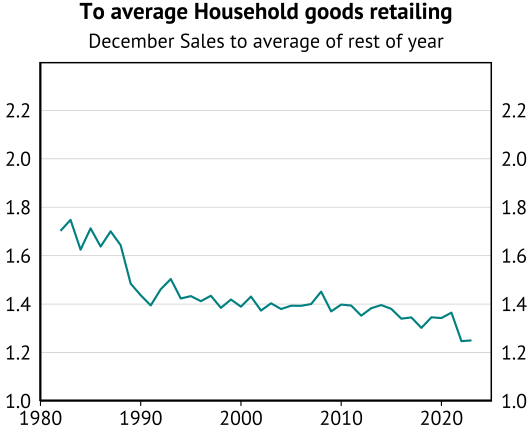 To average Household goods retailing
December Sales to average of rest of year
2.2 2.2
2.0 2.0
1.8 1.8
1.6 1.6
1.4 1.4
1.2 1.2
1.0 1.0
1980 1990 2000 2010 2020